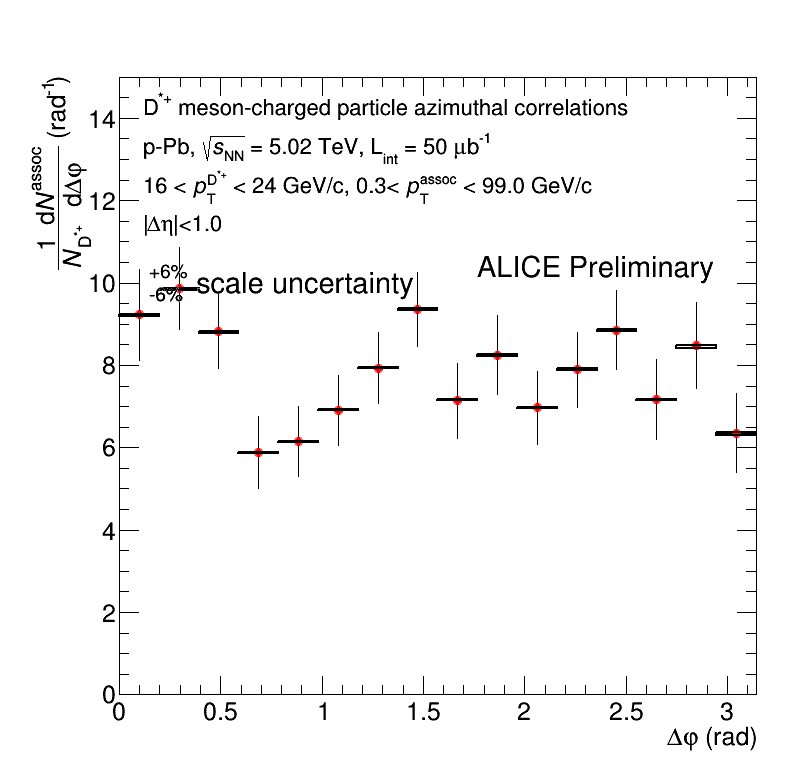 D*+ meson-charged particle azimuthal correlations
p-Pb, √sNN = 5.02 TeV, Lint = 50 μb-1
16 < pTD*+ < 24 GeV/c, 0.3< pTassoc < 99.0 GeV/c
|Δη|<1.0
+6%
-6%
scale uncertainty
ALICE Preliminary
1 dNassoc
ND*+ dΔφ (rad-1)
14
12
10
8
6
4
2
0
0 0.5 1 1.5 2 2.5 3
Δφ (rad)